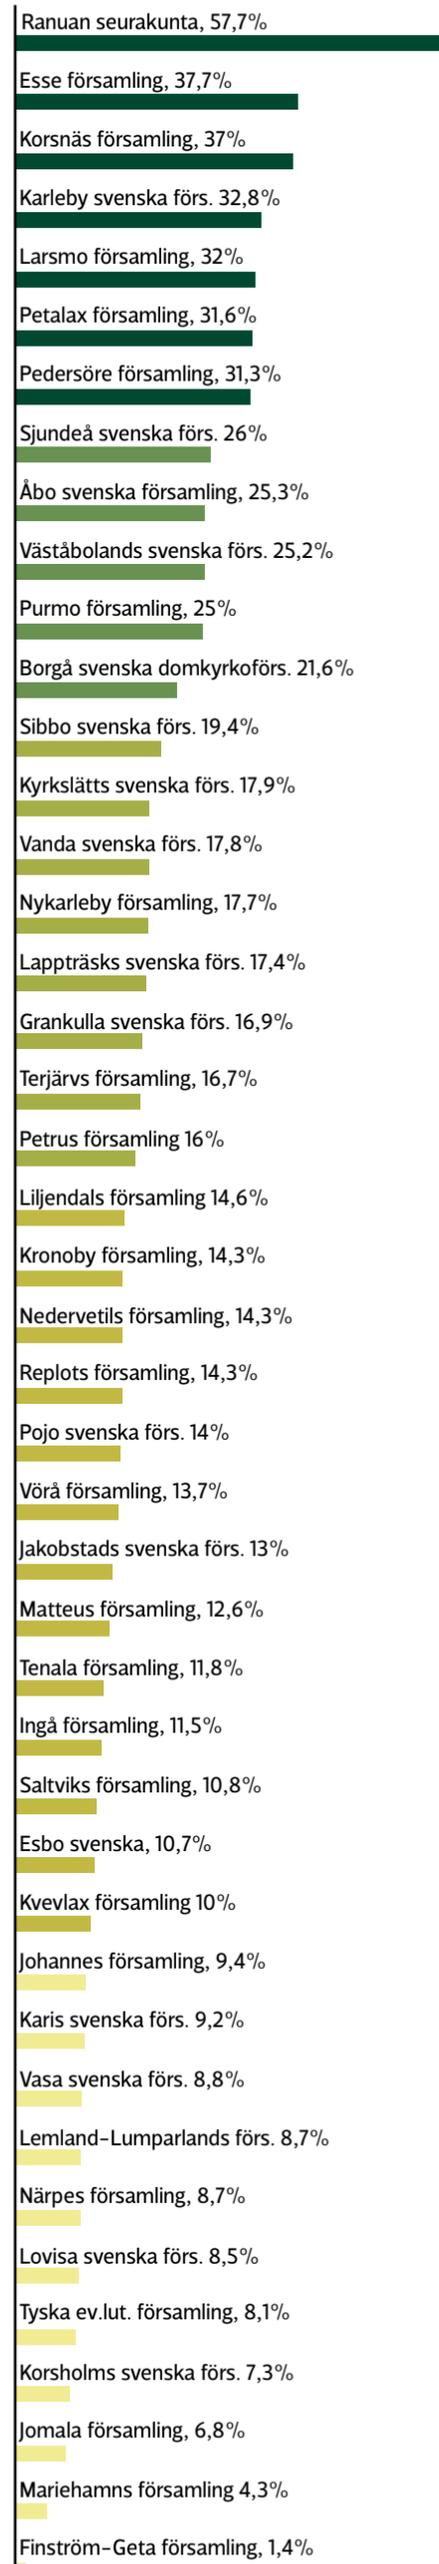 Ranuan seurakunta, 57,7%
Esse församling, 37,7%
Korsnäs församling, 37%
Karleby svenska förs. 32,8%
Larsmo församling, 32%
Petalax församling, 31,6%
Pedersöre församling, 31,3%
Sjundeå svenska förs. 26%
Åbo svenska församling, 25,3%
Väståbolands svenska förs. 25,2%
Purmo församling, 25%
Borgå svenska domkyrkoförs. 21,6%
Sibbo svenska förs. 19,4%
Kyrkslätts svenska förs. 17,9%
Vanda svenska förs. 17,8%
Nykarleby församling, 17,7%
Lappträsks svenska förs. 17,4%
Grankulla svenska förs. 16,9%
Terjärvs församling, 16,7%
Petrus församling 16%
Liljendals församling 14,6%
Kronoby församling, 14,3%
Nedervetils församling, 14,3%
Replots församling, 14,3%
Pojo svenska förs. 14%
Vörå församling, 13,7%
Jakobstads svenska förs. 13%
Matteus församling, 12,6%
Tenala församling, 11,8%
Ingå församling, 11,5%
Saltviks församling, 10,8%
Esbo svenska, 10,7%
Kvevlax församling 10%
Johannes församling, 9,4%
Karis svenska förs. 9,2%
Vasa svenska förs. 8,8%
Lemland-Lumparlands förs. 8,7%
Närpes församling, 8,7%
Lovisa svenska förs. 8,5%
Tyska ev.lut. församling, 8,1%
Korsholms svenska förs. 7,3%
Jomala församling, 6,8%
Mariehamns församling 4,3%
Finström-Geta församling, 1,4%